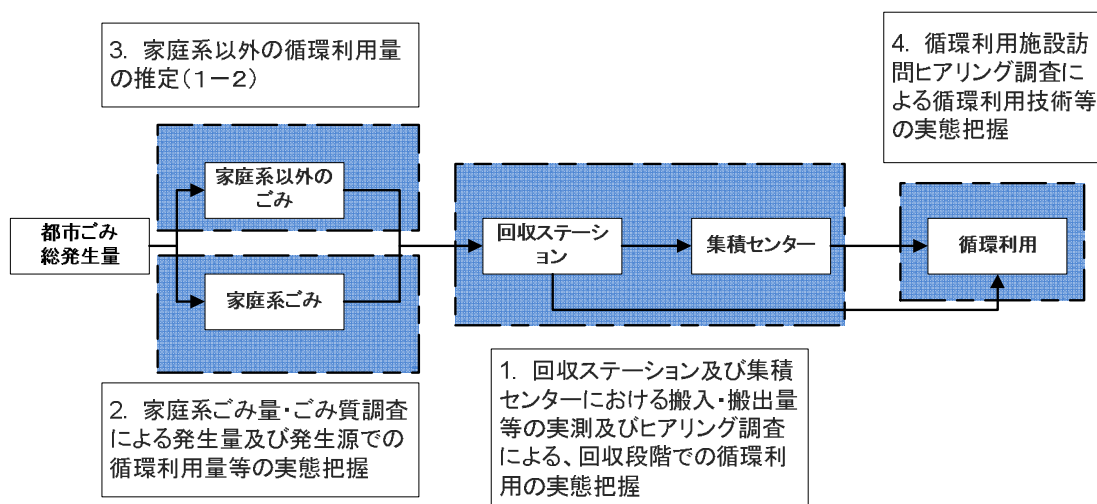 3. 家庭系以外の循環利用量
の推定(1－2)
4. 循環利用施設訪
問ヒアリング調査に
よる循環利用技術等
の実態把握
家庭系以外の
ごみ
都市ごみ
総発生量
回収ステーシ
ョン
集積センター
循環利用
家庭系ごみ
2. 家庭系ごみ量・ごみ質調査
による発生量及び発生源での
循環利用量等の実態把握
1. 回収ステーション及び集積
センターにおける搬入・搬出量
等の実測及びヒアリング調査
による、回収段階での循環利
用の実態把握